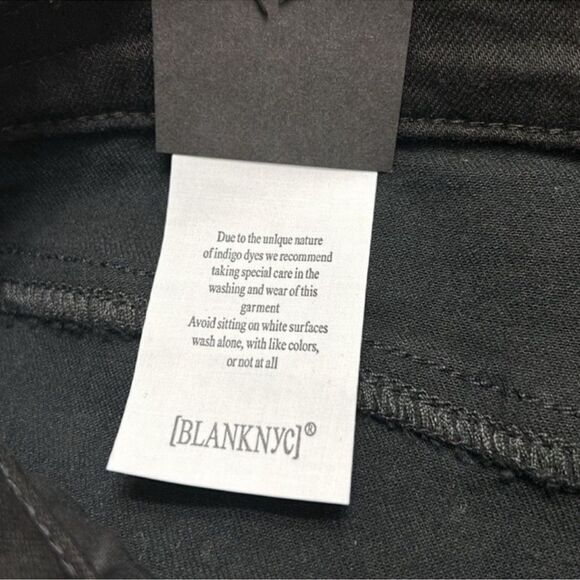 Due to the unique nature
of indigo dyes we recommend
taking special care in the
washing and wear of this
garment
Avoid sitting on white surfaces
wash alone, with like colors,
or not at all
[BLANKNYC]®